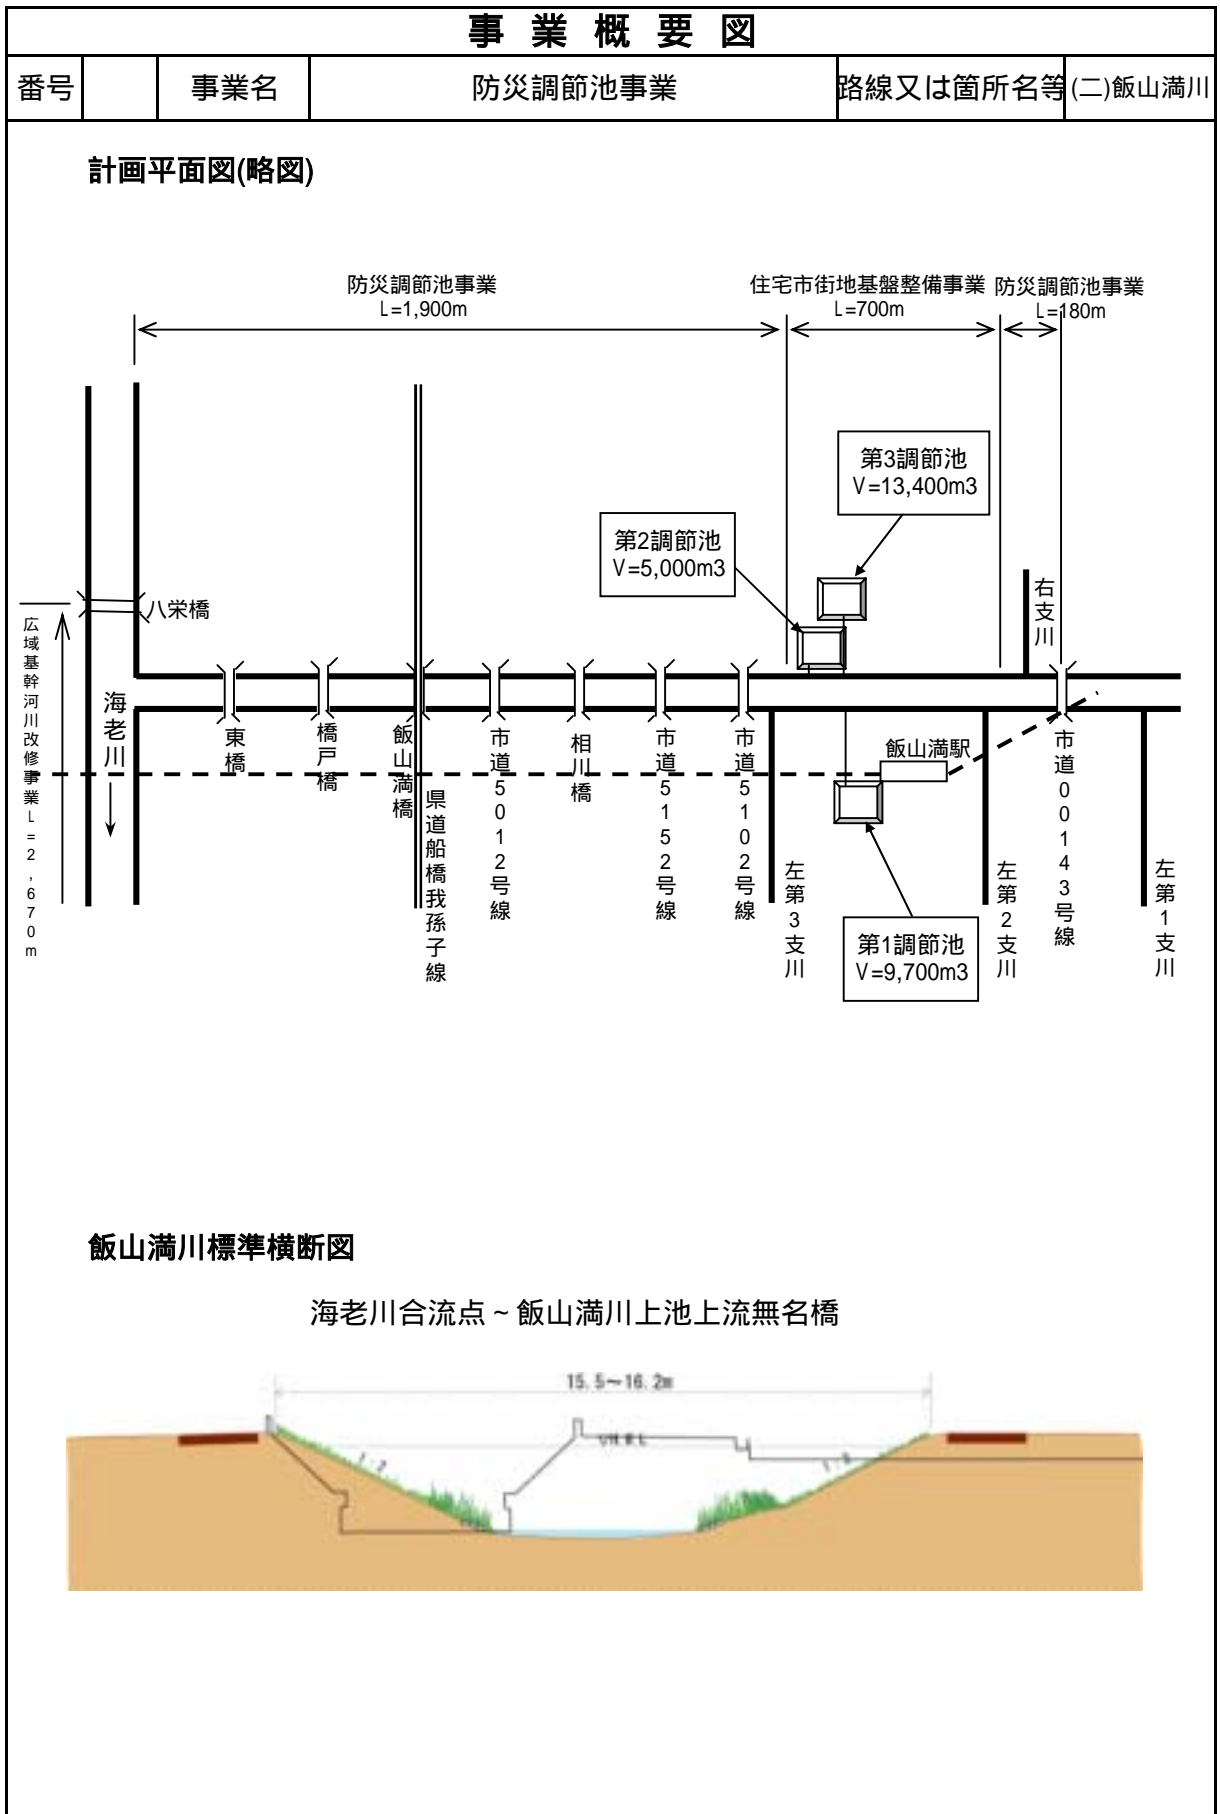 事業概要図
番号 事業名 防災調節池事業 路線又は箇所名等 (二)飯山満川
計画平面図(略図)
防災調節池事業
L=1,900m
住宅市街地基盤整備事業
L=700m
防災調節池事業
L=180m
第3調節池
V=13,400m3
第2調節池
V=5,000m3
右支川
八栄橋
広域基幹河川改修事業L=2,670m
海老川
東橋
橋戸橋
飯山満橋
県道船橋我孫子線
市道5012号線
相川橋
市道5152号線
市道5102号線
飯山満駅
左第3支川
第1調節池
V=9,700m3
左第2支川
市道00143号線
左第1支川
飯山満川標準横断図
海老川合流点~飯山満川上池上流無名橋
15.5~16.2m
H.W.L
1:2